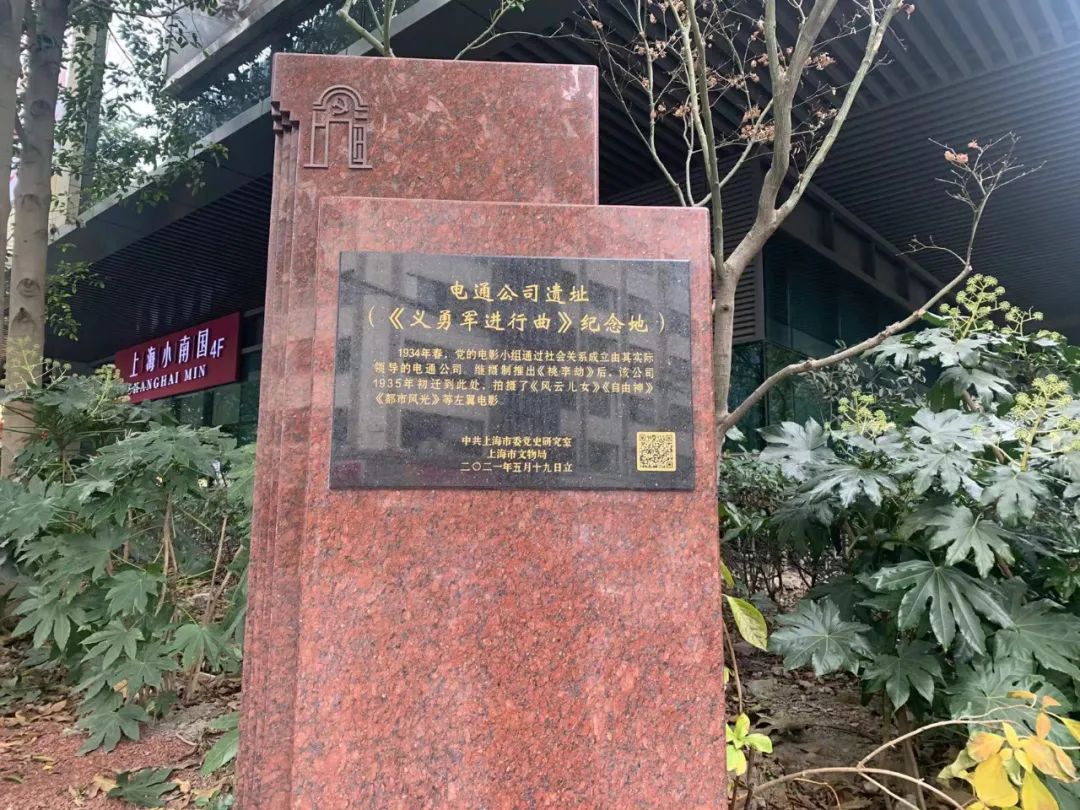 电通公司遗址
（《义勇军进行曲》纪念地）
1934年春，党的电影小组通过社会关系成立由其实际
领导的电通公司。继摄制推出《桃李劫》后，该公司
1935年初迁到此处，拍摄了《风云儿女》《自由神》
《都市风光》等左翼电影。
中共上海市委党史研究室
上海市文物局
二〇二一年五月十九日立
上海小南国 4F
SHANGHAI MIN